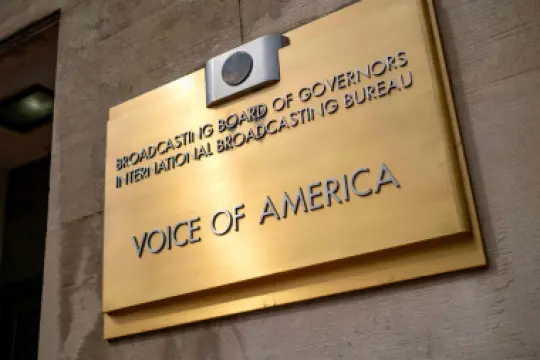 BROADCASTING BOARD OF GOVERNORS
INTERNATIONAL BROADCASTING BUREAU
VOICE OF AMERICA